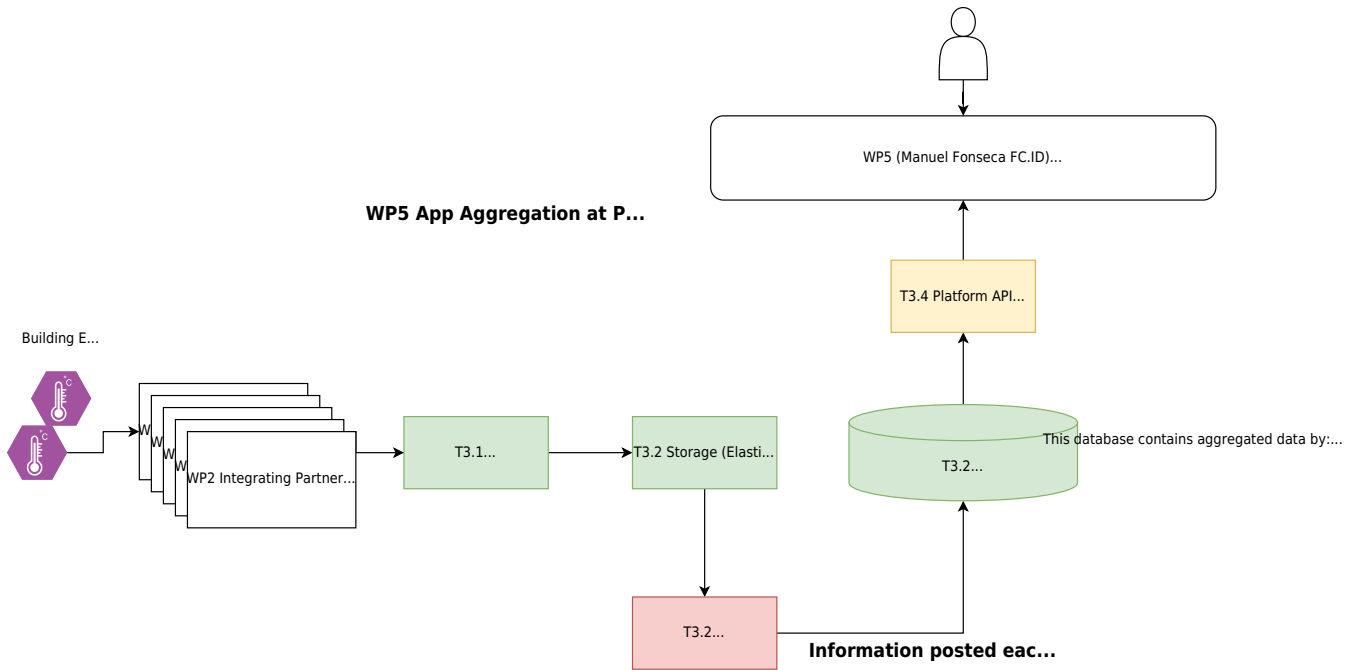 WP5 (Manuel Fonseca FC.ID)...
WP5 App Aggregation at P...
T3.4 Platform API...
Building E...
°C
°C
W
W
W
W
WP2 Integrating Partner...
T3.1...
T3.2 Storage (Elasti...
This database contains aggregated data by:...
T3.2...
T3.2...
Information posted eac...